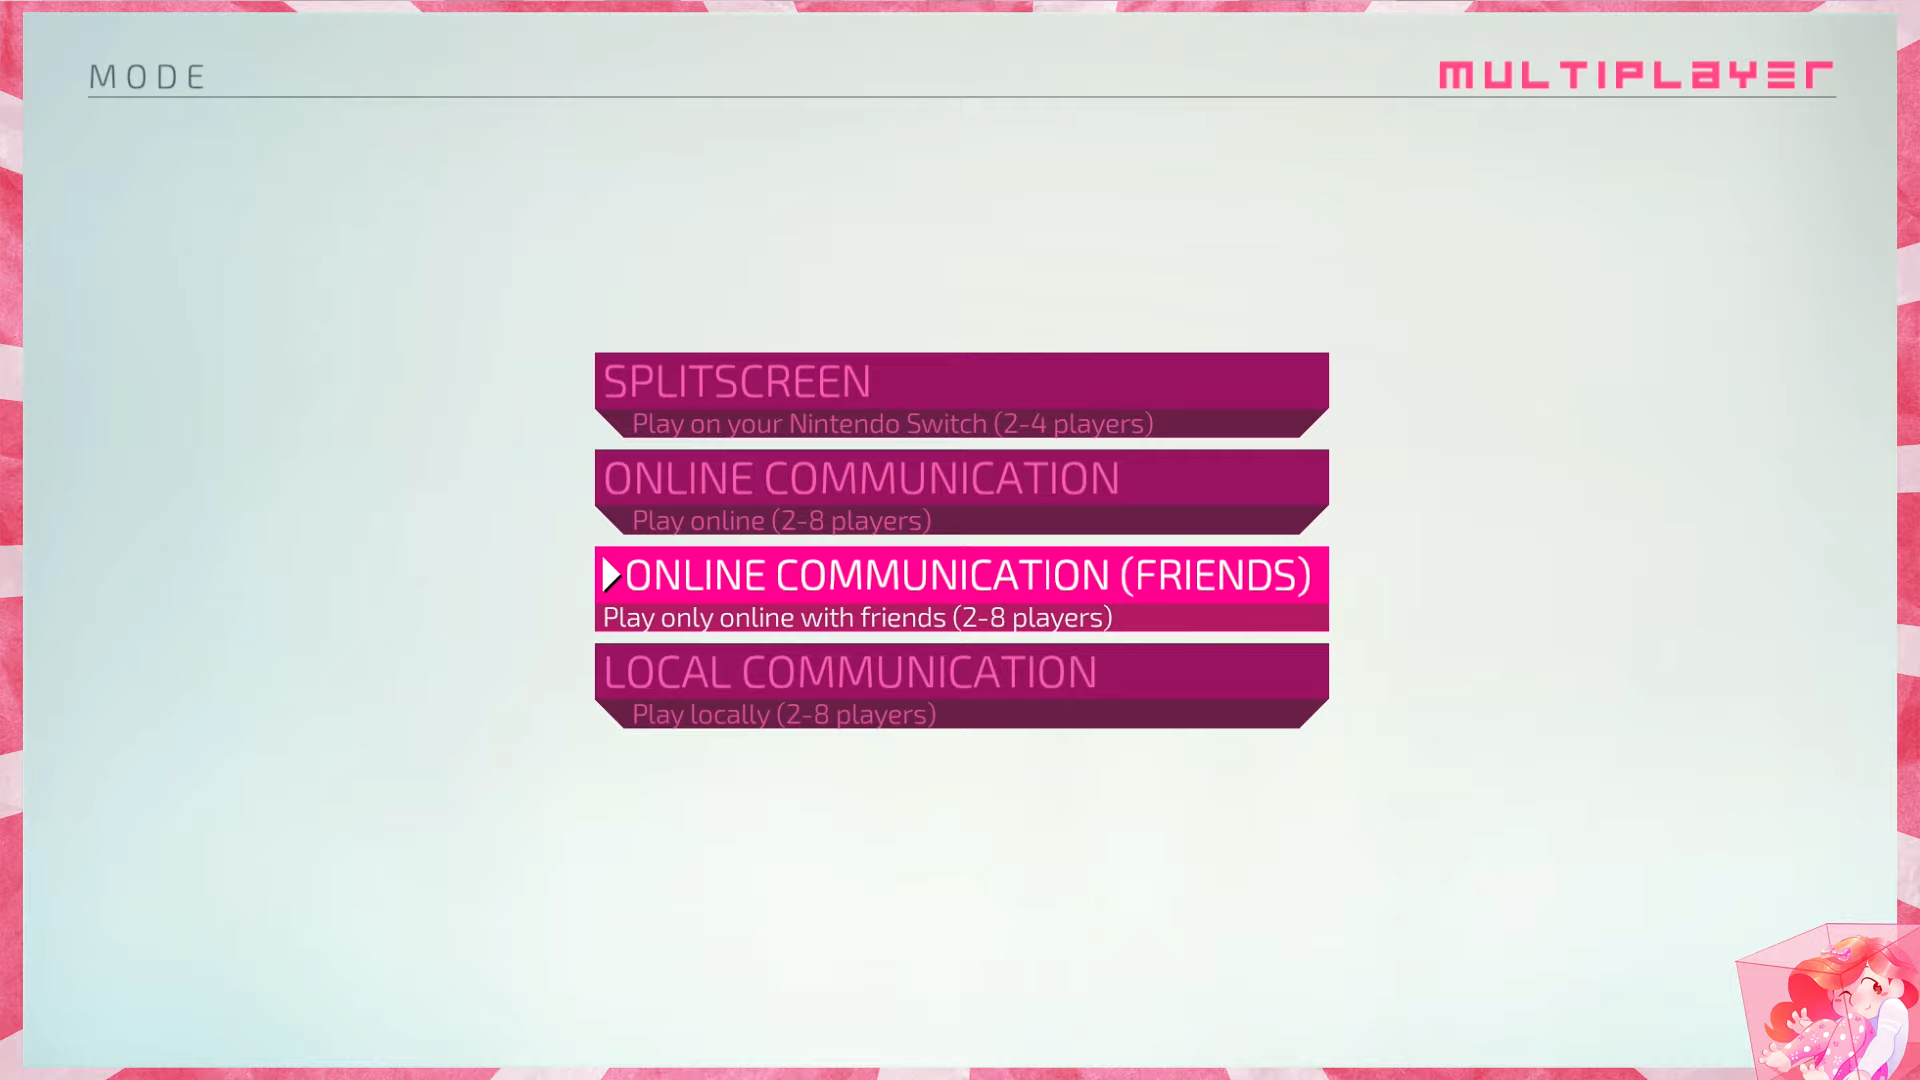 MODE
MULTIPLAYER
SPLITSCREEN
Play on your Nintendo Switch (2-4 players)
ONLINE COMMUNICATION
Play online (2-8 players)
ONLINE COMMUNICATION (FRIENDS)
Play only online with friends (2-8 players)
LOCAL COMMUNICATION
Play locally (2-8 players)